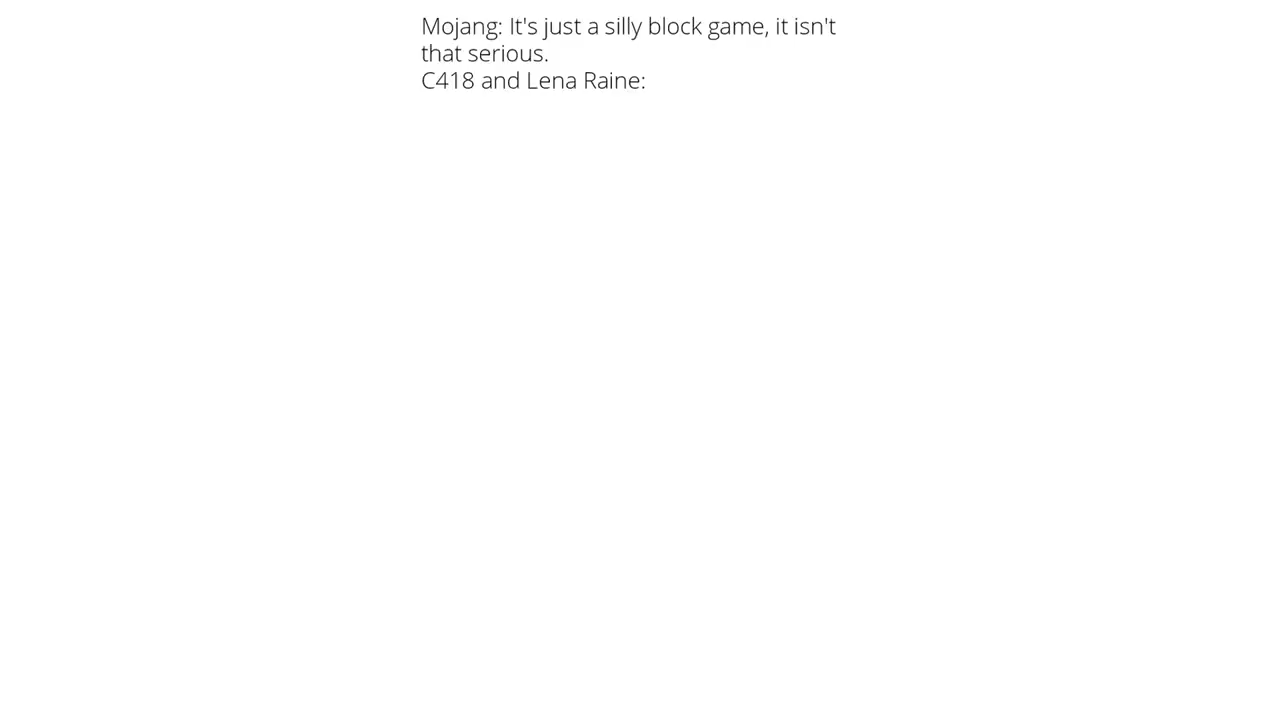 Mojang: It's just a silly block game, it isn't
that serious.
C418 and Lena Raine: